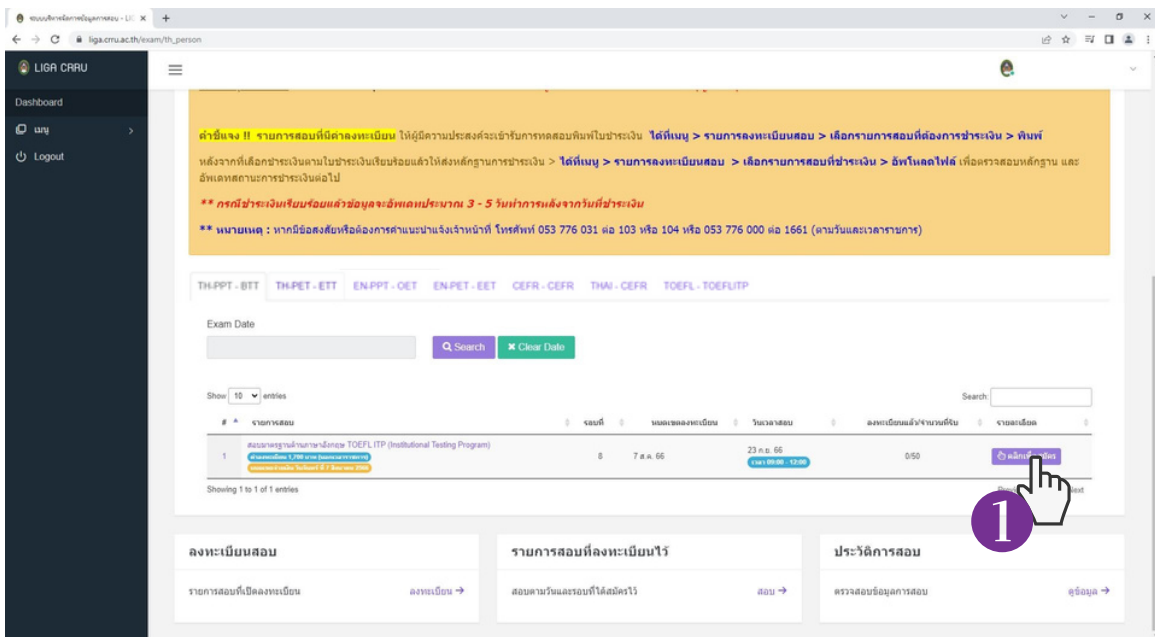 ระบบบริหารจัดการข้อมูลการสอบ - LIG
liga.crru.ac.th/exam/th_person
LIGA CRRU
Dashboard
เมนู
Logout
คำชี้แจง !! รายการสอบที่มีค่าลงทะเบียน ให้ผู้มีความประสงค์จะเข้ารับการทดสอบพิมพ์ใบชำระเงิน ได้ที่เมนู > รายการลงทะเบียนสอบ > เลือกรายการสอบที่ต้องการชำระเงิน > พิมพ์
หลังจากที่เลือกชำระเงินตามใบชำระเงินเรียบร้อยแล้วให้ส่งหลักฐานการชำระเงิน > ได้ที่เมนู > รายการลงทะเบียนสอบ > เลือกรายการสอบที่ชำระเงิน > อัพโหลดไฟล์ เพื่อตรวจสอบหลักฐาน และ
อัพเดทสถานะการชำระเงินต่อไป
** กรณีชำระเงินเรียบร้อยแล้วข้อมูลจะอัพเดทประมาณ 3 - 5 วันทำการหลังจากวันที่ชำระเงิน
** หมายเหตุ : หากมีข้อสงสัยหรือต้องการคำแนะนำแจ้งเจ้าหน้าที่ โทรศัพท์ 053 776 031 ต่อ 103 หรือ 104 หรือ 053 776 000 ต่อ 1661 (ตามวันและเวลาราชการ)
TH-PPT - BTT TH-PET - ETT EN-PPT - OET EN-PET - EET CEFR - CEFR THAI - CEFR TOEFL - TOEFLITP
Exam Date
Search Clear Date
Show 10 entries Search:
# รายการสอบ รอบที่ หมดเขตลงทะเบียน วันเวลาสอบ ลงทะเบียนแล้ว/จำนวนที่รับ รายละเอียด
สอบมาตรฐานด้านภาษาอังกฤษ TOEFL ITP (Institutional Testing Program)
1 ค่าลงทะเบียน 1,790 บาท 8 7 ส.ค. 66 23 ก.ย. 66 0/50
เวลา 09:00 - 12:00
Showing 1 to 1 of 1 entries
1
ลงทะเบียนสอบ รายการสอบที่ลงทะเบียนไว้ ประวัติการสอบ
รายการสอบที่เปิดลงทะเบียน ลงทะเบียน → สอบตามวันและรอบที่ได้สมัครไว้ สอบ → ตรวจสอบข้อมูลการสอบ ดูข้อมูล →